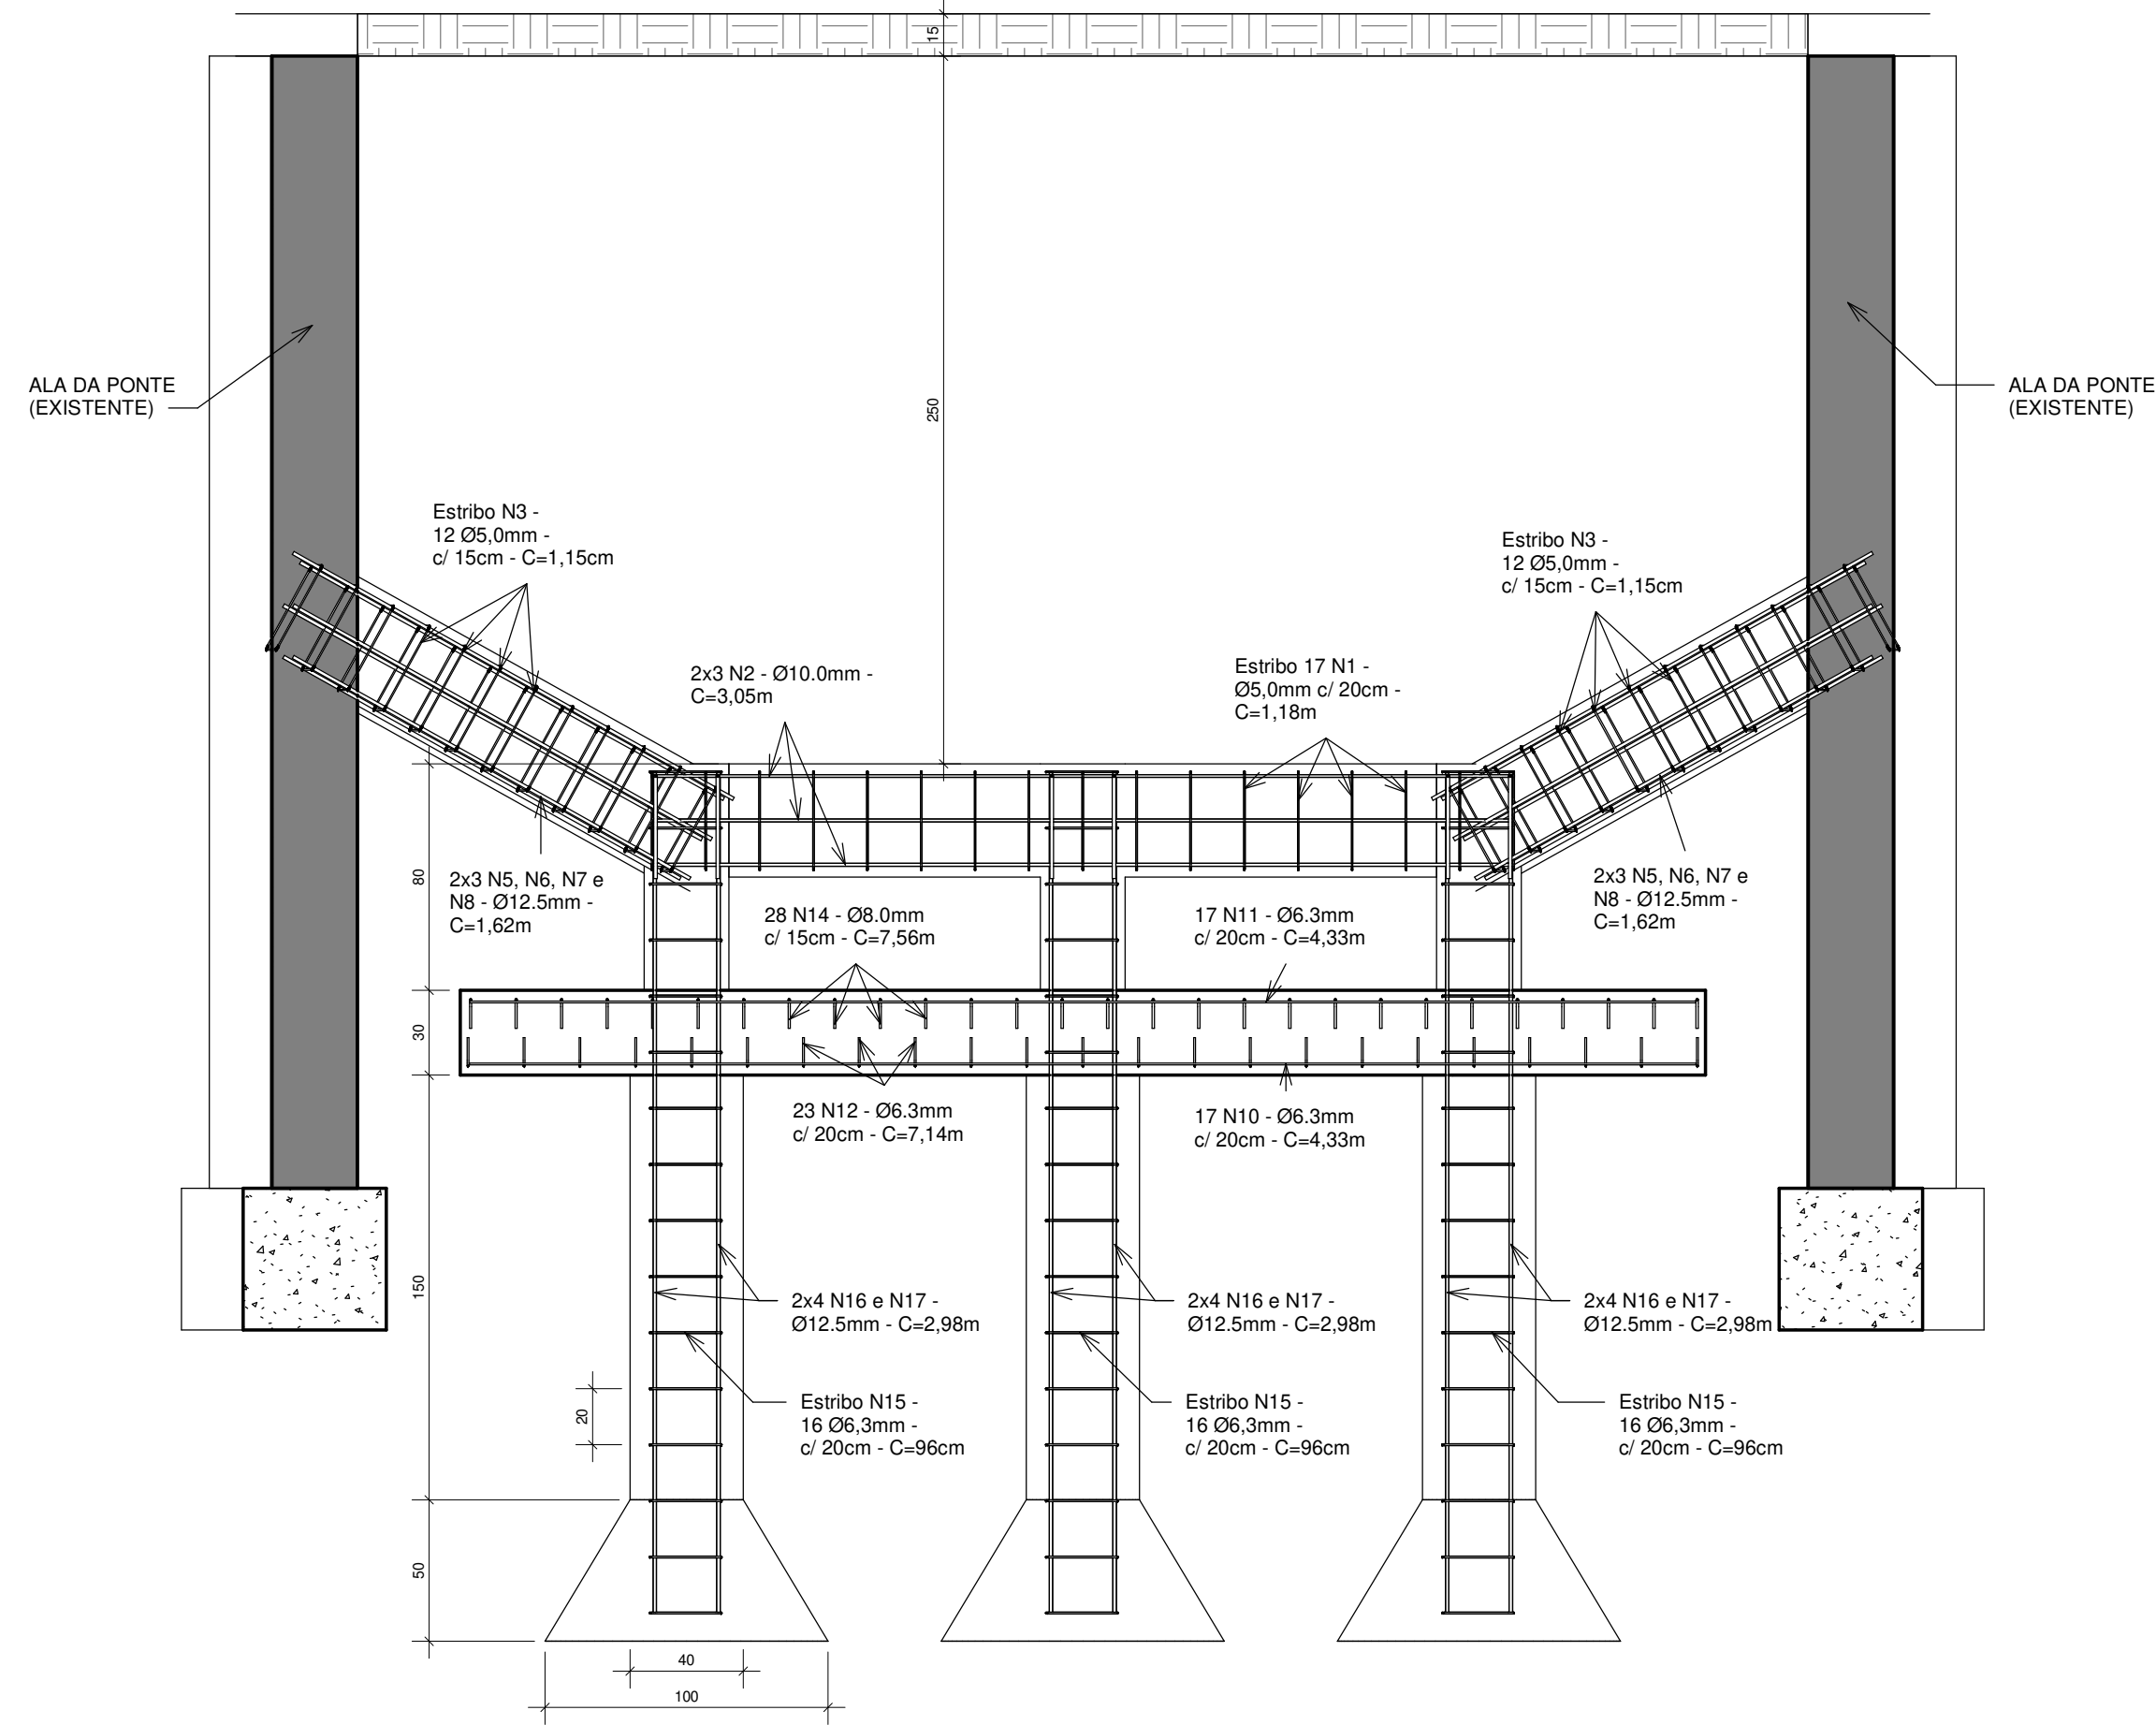 15
250
ALA DA PONTE
(EXISTENTE)
ALA DA PONTE
(EXISTENTE)
Estribo N3 -
12 Ø5,0mm -
c/ 15cm - C=1,15cm
Estribo N3 -
12 Ø5,0mm -
c/ 15cm - C=1,15cm
2x3 N2 - Ø10.0mm -
C=3,05m
Estribo 17 N1 -
Ø5,0mm c/ 20cm -
C=1,18m
80
2x3 N5, N6, N7 e
N8 - Ø12.5mm -
C=1,62m
2x3 N5, N6, N7 e
N8 - Ø12.5mm -
C=1,62m
28 N14 - Ø8.0mm
c/ 15cm - C=7,56m
17 N11 - Ø6.3mm
c/ 20cm - C=4,33m
30
23 N12 - Ø6.3mm
c/ 20cm - C=7,14m
17 N10 - Ø6.3mm
c/ 20cm - C=4,33m
150
2x4 N16 e N17 -
Ø12.5mm - C=2,98m
2x4 N16 e N17 -
Ø12.5mm - C=2,98m
2x4 N16 e N17 -
Ø12.5mm - C=2,98m
20
Estribo N15 -
16 Ø6,3mm -
c/ 20cm - C=96cm
Estribo N15 -
16 Ø6,3mm -
c/ 20cm - C=96cm
Estribo N15 -
16 Ø6,3mm -
c/ 20cm - C=96cm
50
40
100